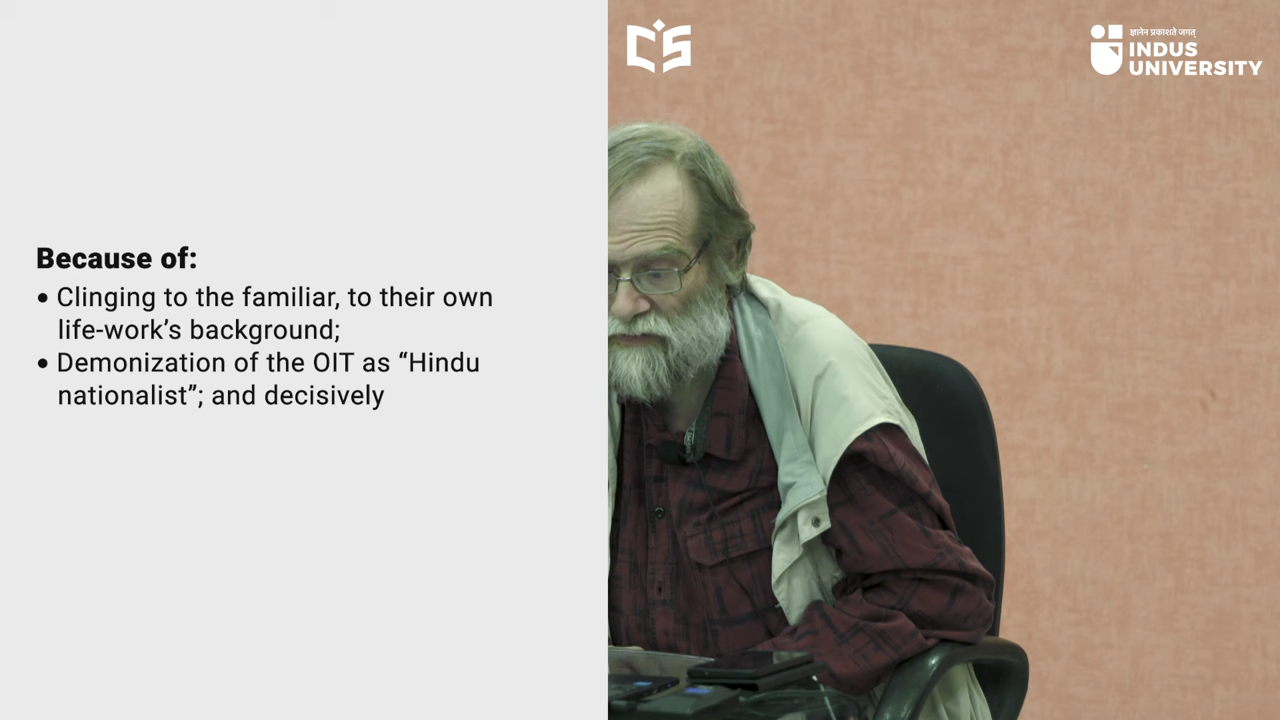 Because of:
• Clinging to the familiar, to their own
life-work’s background;
• Demonization of the OIT as “Hindu
nationalist”; and decisively
CIS
ज्ञानेन प्रकाशते जगत्
INDUS
UNIVERSITY